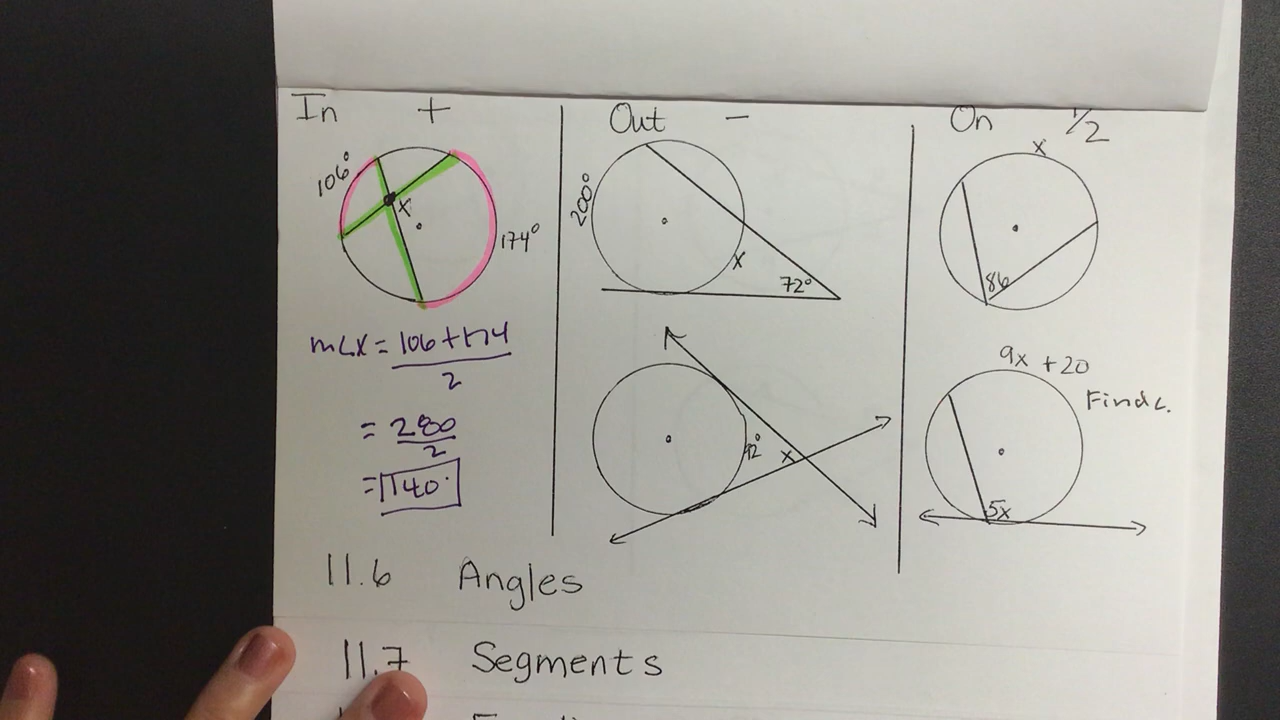 In +
106°
x
174°
m∠x = 106+174
2
= 280
2
= 140°
Out -
200°
x
72°
92°
x
On 1/2
x
86
9x + 20
Find
5x
11.6 Angles
11.7 Segments